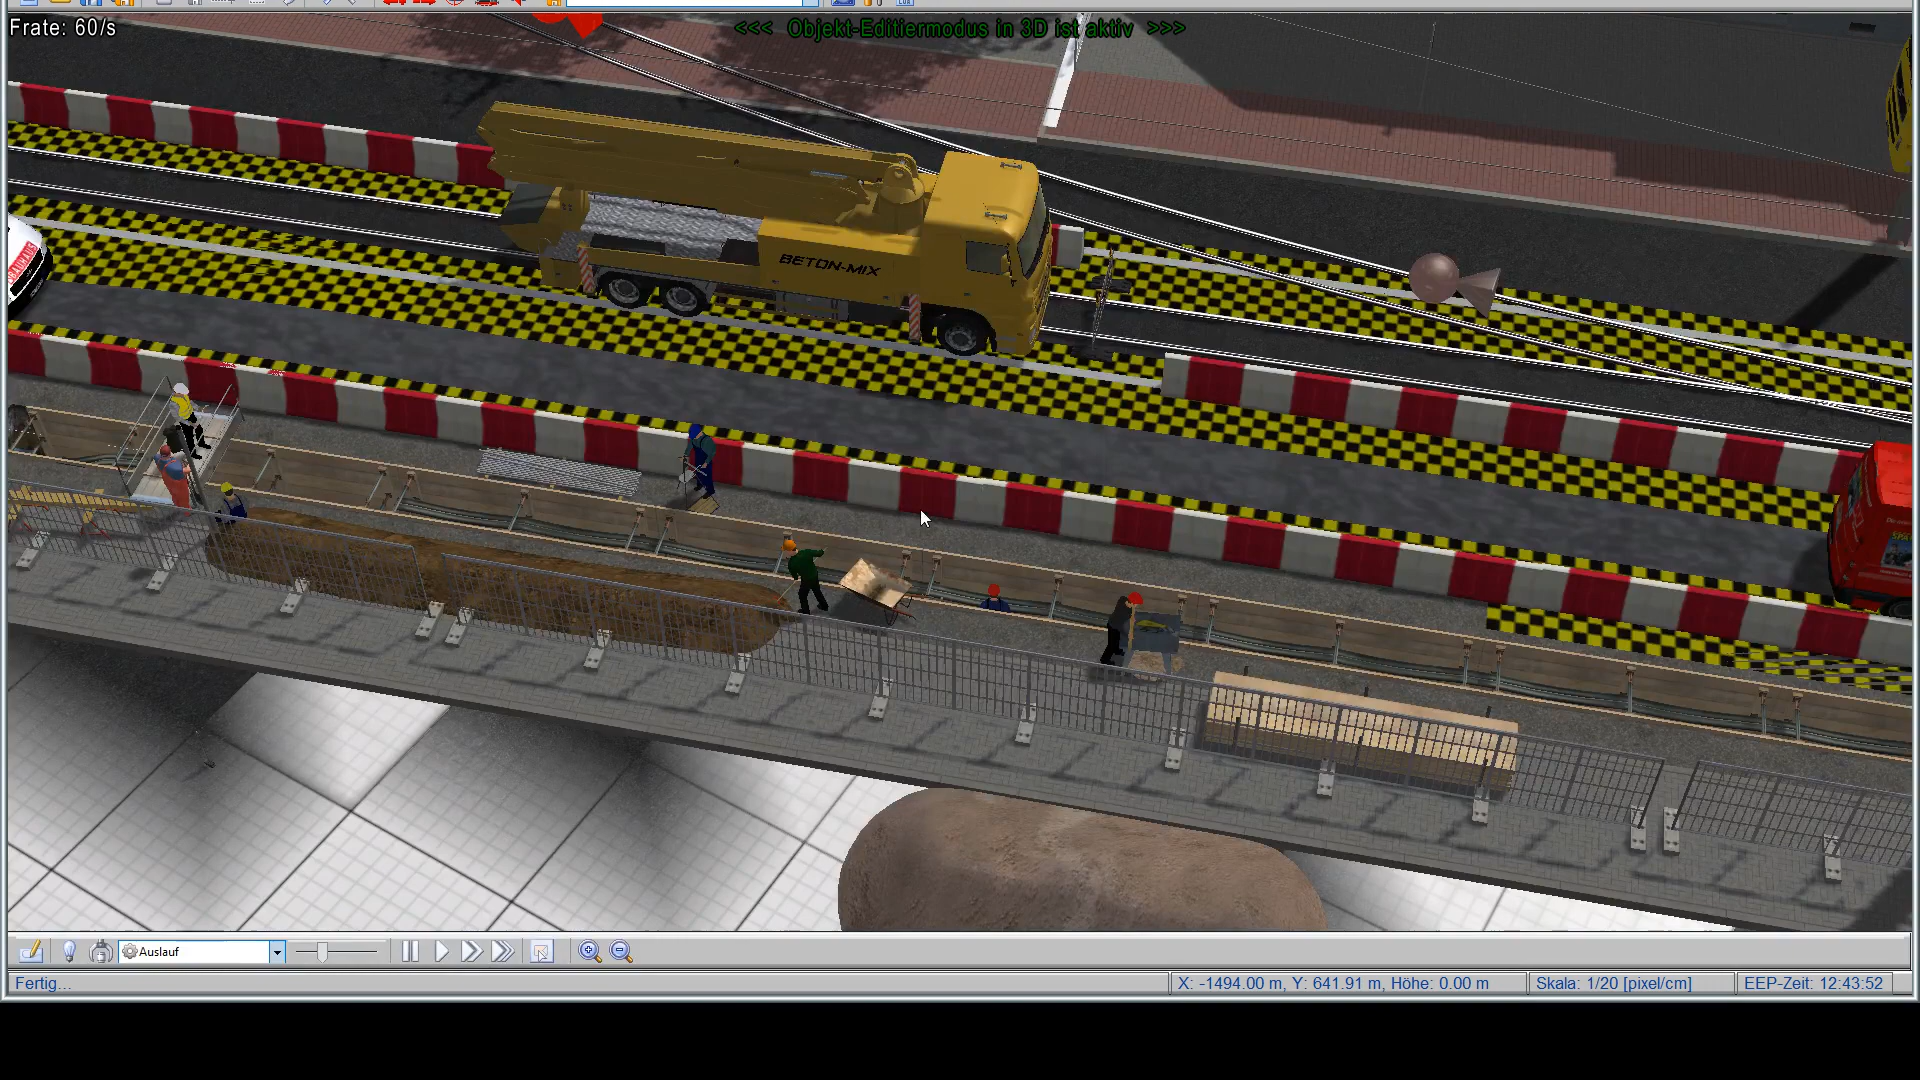 Frate: 60/s
<<< Objekt-Editiermodus in 3D ist aktiv >>>
BETON-MIX
Auslauf
Fertig...
X: -1494.00 m, Y: 641.91 m, Höhe: 0.00 m
Skala: 1/20 [pixel/cm]
EEP-Zeit: 12:43:52